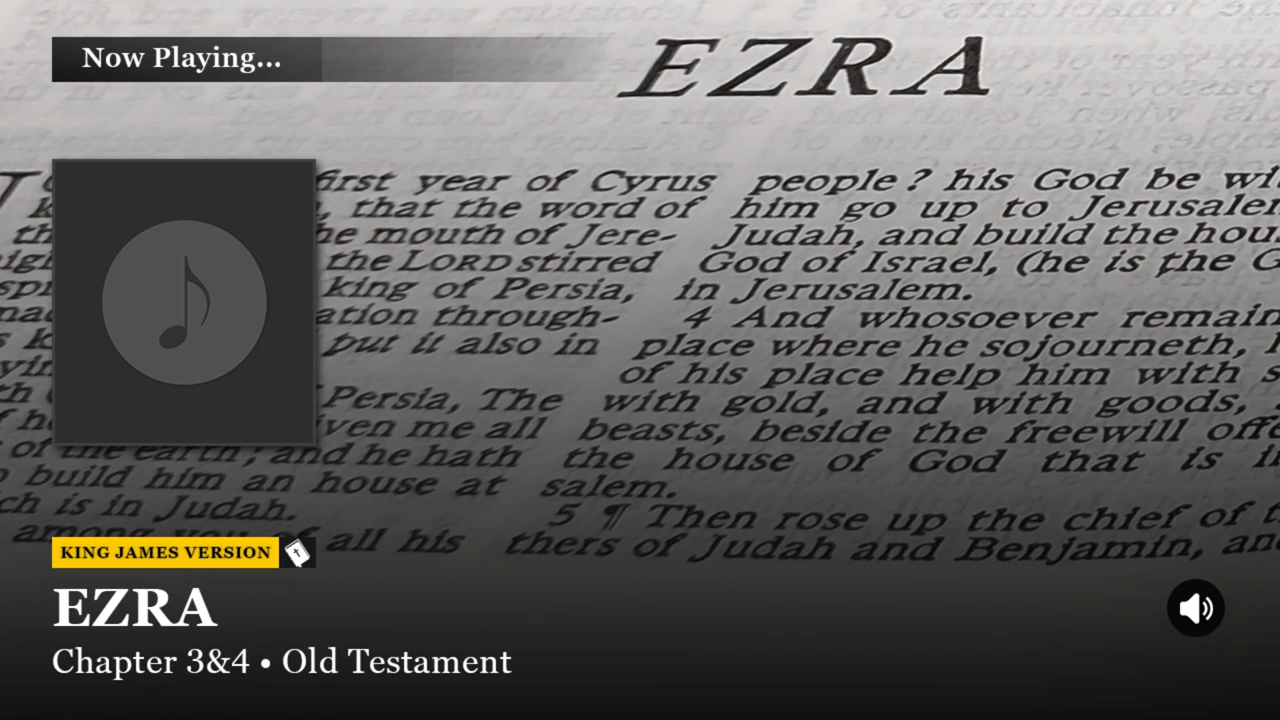 Now Playing...
EZRA
first year of Cyrus
, that the word of
he mouth of Jere-
the LORD stirred
king of Persia,
ation through-
put it also in
Persia, The
iven me all
of the earth; and he hath
build him an house at
ch is in Judah.
among you of all his
people? his God be wi
him go up to Jerusalem
Judah, and build the hou
God of Israel, (he is the G
in Jerusalem.
4 And whosoever remain
place where he sojourneth,
of his place help him with s
with gold, and with goods,
beasts, beside the freewill offe
the house of God that is in
salem.
5 ¶ Then rose up the chief of t
thers of Judah and Benjamin, and
KING JAMES VERSION
EZRA
Chapter 3&4 • Old Testament